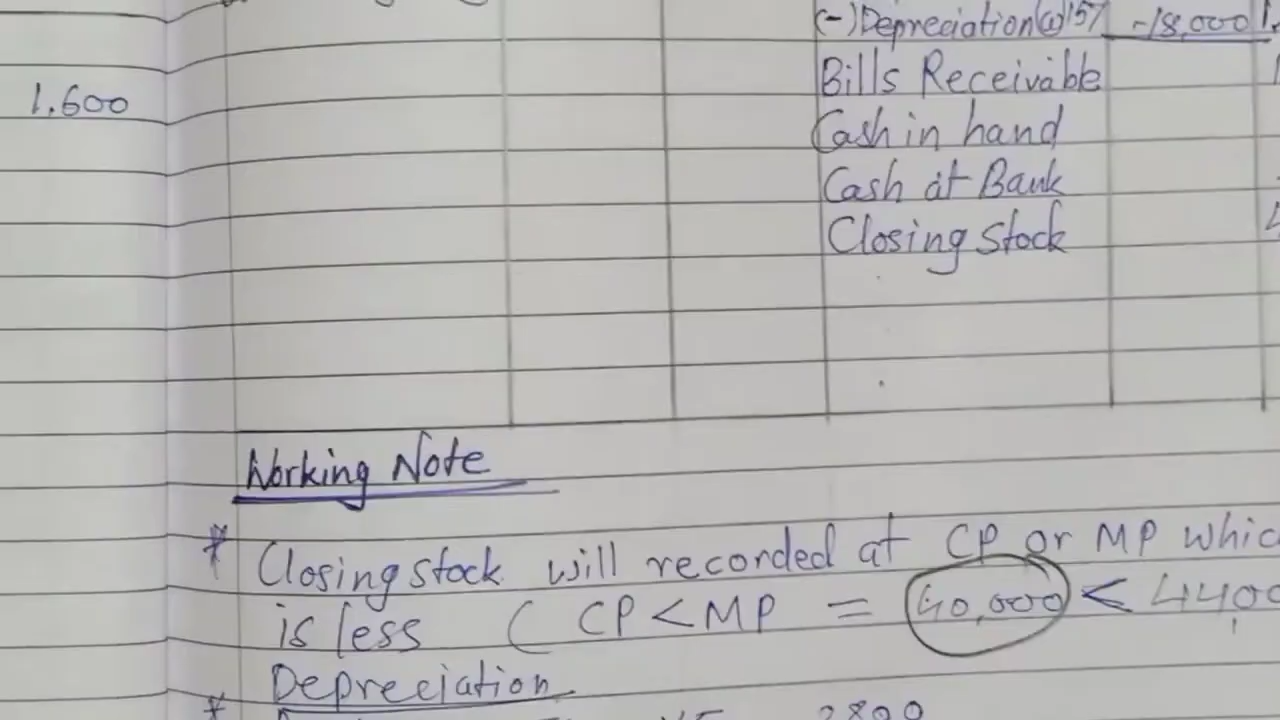 (-) Depreciation @ 15% -18,000
Bills Receivable
1,600
Cash in hand
Cash at Bank
Closing Stock
Working Note
* Closing stock will recorded at CP or MP whic
is less ( CP < MP = 40,000 < 4400
Depreciation
*